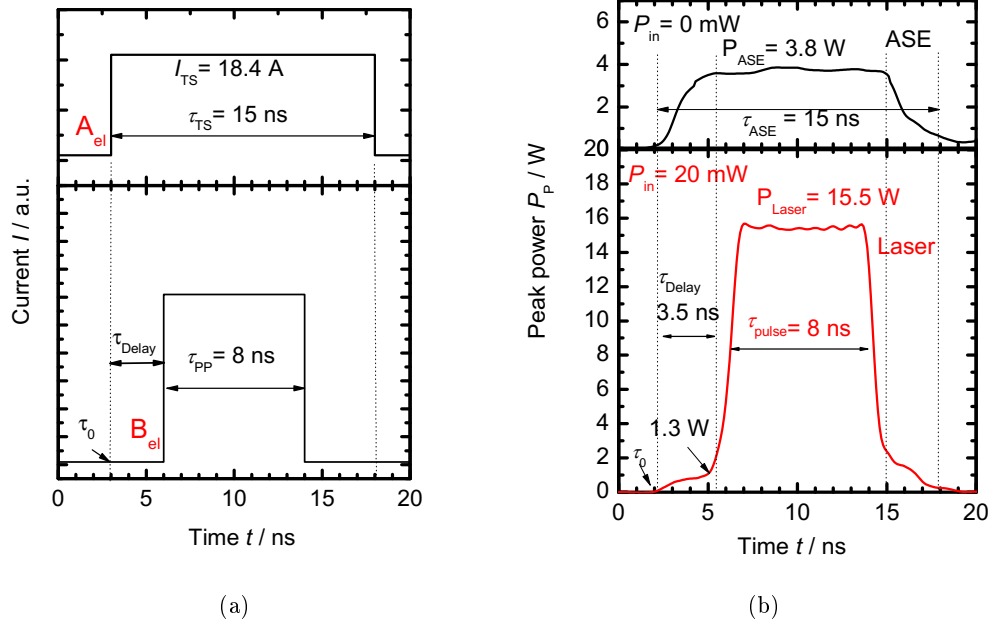 I_TS = 18.4 A
A_el
τ_TS = 15 ns
Current I / a.u.
τ_Delay
τ_PP = 8 ns
τ_0
B_el
0 5 10 15 20
Time t / ns
(a)
P_in = 0 mW
ASE
P_ASE = 3.8 W
τ_ASE = 15 ns
6
4
2
20
P_in = 20 mW
P_Laser = 15.5 W
Laser
τ_Delay
3.5 ns
τ_pulse = 8 ns
1.3 W
τ_0
18
16
14
12
10
8
6
4
2
0
Peak power P_P / W
0 5 10 15 20
Time t / ns
(b)